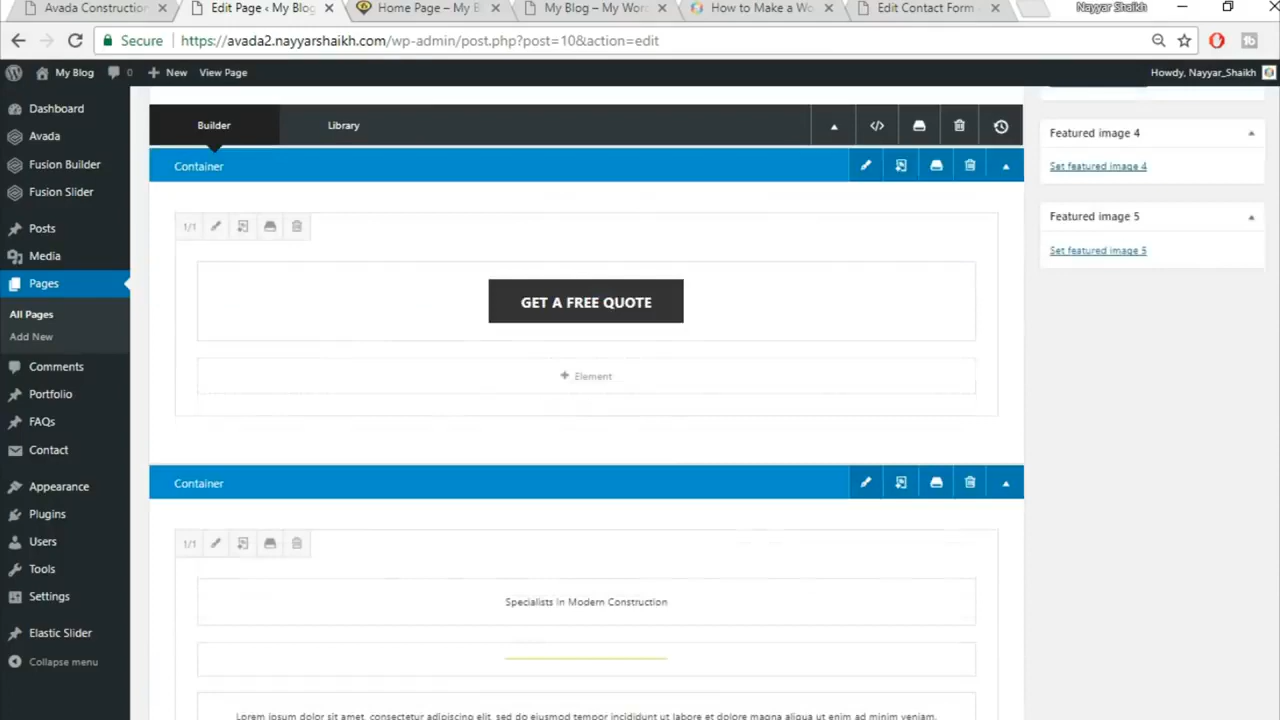 Avada Construction
Edit Page ‹ My Blog
Home Page – My B
My Blog – My Wor
How to Make a Wo
Edit Contact Form
Nayyar Shaikh
Secure
https://avada2.nayyarshaikh.com/wp-admin/post.php?post=10&action=edit
My Blog
0
New
View Page
Howdy, Nayyar_Shaikh
Dashboard
Avada
Fusion Builder
Fusion Slider
Posts
Media
Pages
All Pages
Add New
Comments
Portfolio
FAQs
Contact
Appearance
Plugins
Users
Tools
Settings
Elastic Slider
Collapse menu
Builder
Library
Container
1/1
GET A FREE QUOTE
Element
Container
1/1
Specialists In Modern Construction
Lorem ipsum dolor sit amet, consectetur adipiscing elit, sed do eiusmod tempor incididunt ut labore et dolore magna aliqua ut enim ad minim veniam,
Featured image 4
Set featured image 4
Featured image 5
Set featured image 5